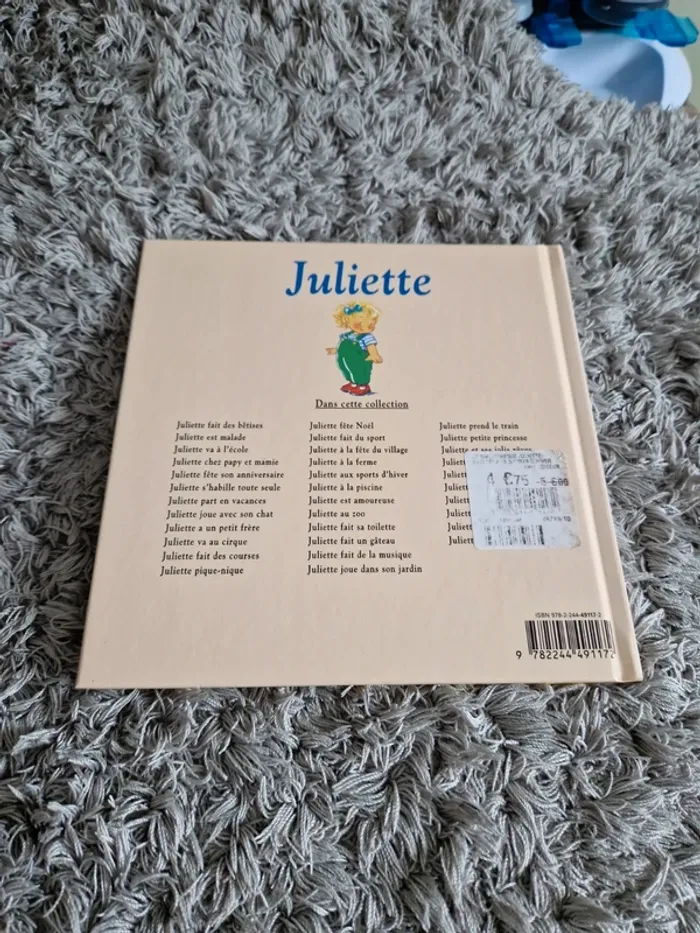 Juliette
Dans cette collection
Juliette fait des bêtises
Juliette est malade
Juliette va à l'école
Juliette chez papy et mamie
Juliette fête son anniversaire
Juliette s'habille toute seule
Juliette part en vacances
Juliette joue avec son chat
Juliette a un petit frère
Juliette va au cirque
Juliette fait des courses
Juliette pique-nique
Juliette fête Noël
Juliette fait du sport
Juliette à la fête du village
Juliette à la ferme
Juliette aux sports d'hiver
Juliette à la piscine
Juliette est amoureuse
Juliette au zoo
Juliette fait sa toilette
Juliette fait un gâteau
Juliette fait de la musique
Juliette joue dans son jardin
Juliette prend le train
Juliette petite princesse
Juliette et ses jolis rêves
4 €75
ISBN 978-2-244-49117-2
9 782244 491172